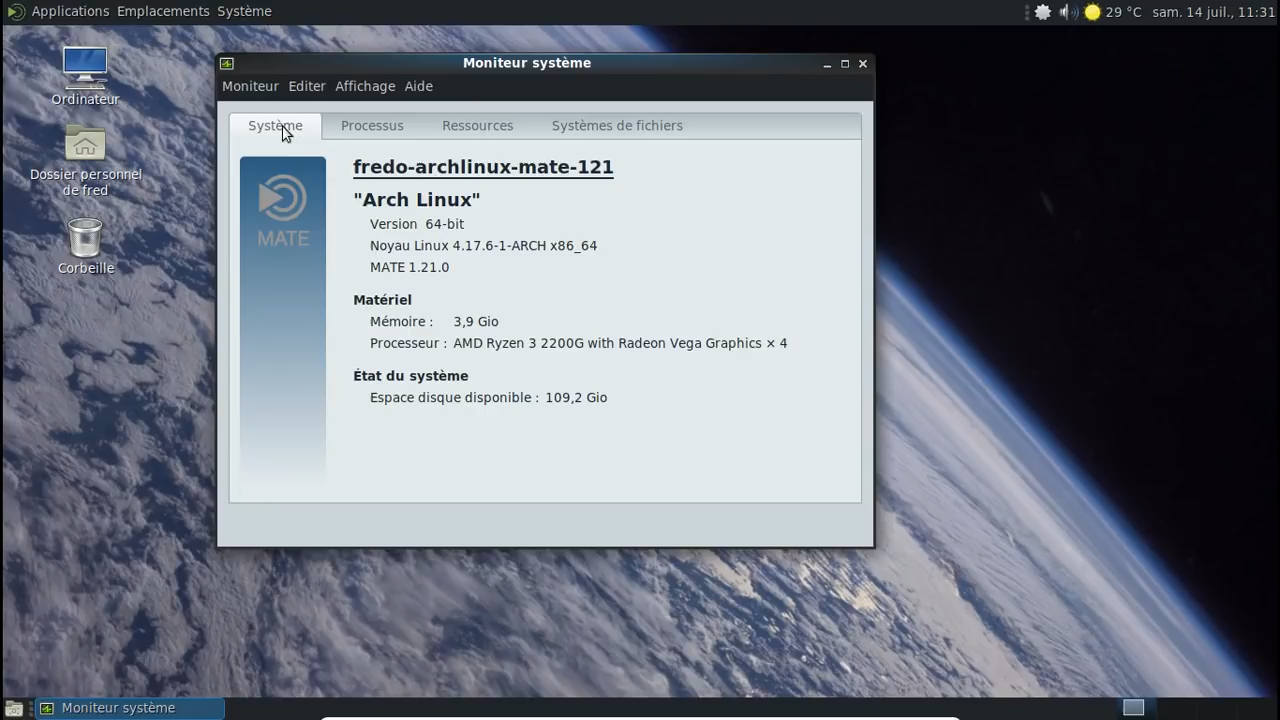 Applications Emplacements Système
29 °C sam. 14 juil., 11:31
Ordinateur
Dossier personnel
de fred
Corbeille
Moniteur système
Moniteur Editer Affichage Aide
Système Processus Ressources Systèmes de fichiers
MATE
fredo-archlinux-mate-121
"Arch Linux"
Version 64-bit
Noyau Linux 4.17.6-1-ARCH x86_64
MATE 1.21.0
Matériel
Mémoire : 3,9 Gio
Processeur : AMD Ryzen 3 2200G with Radeon Vega Graphics × 4
État du système
Espace disque disponible : 109,2 Gio
Moniteur système